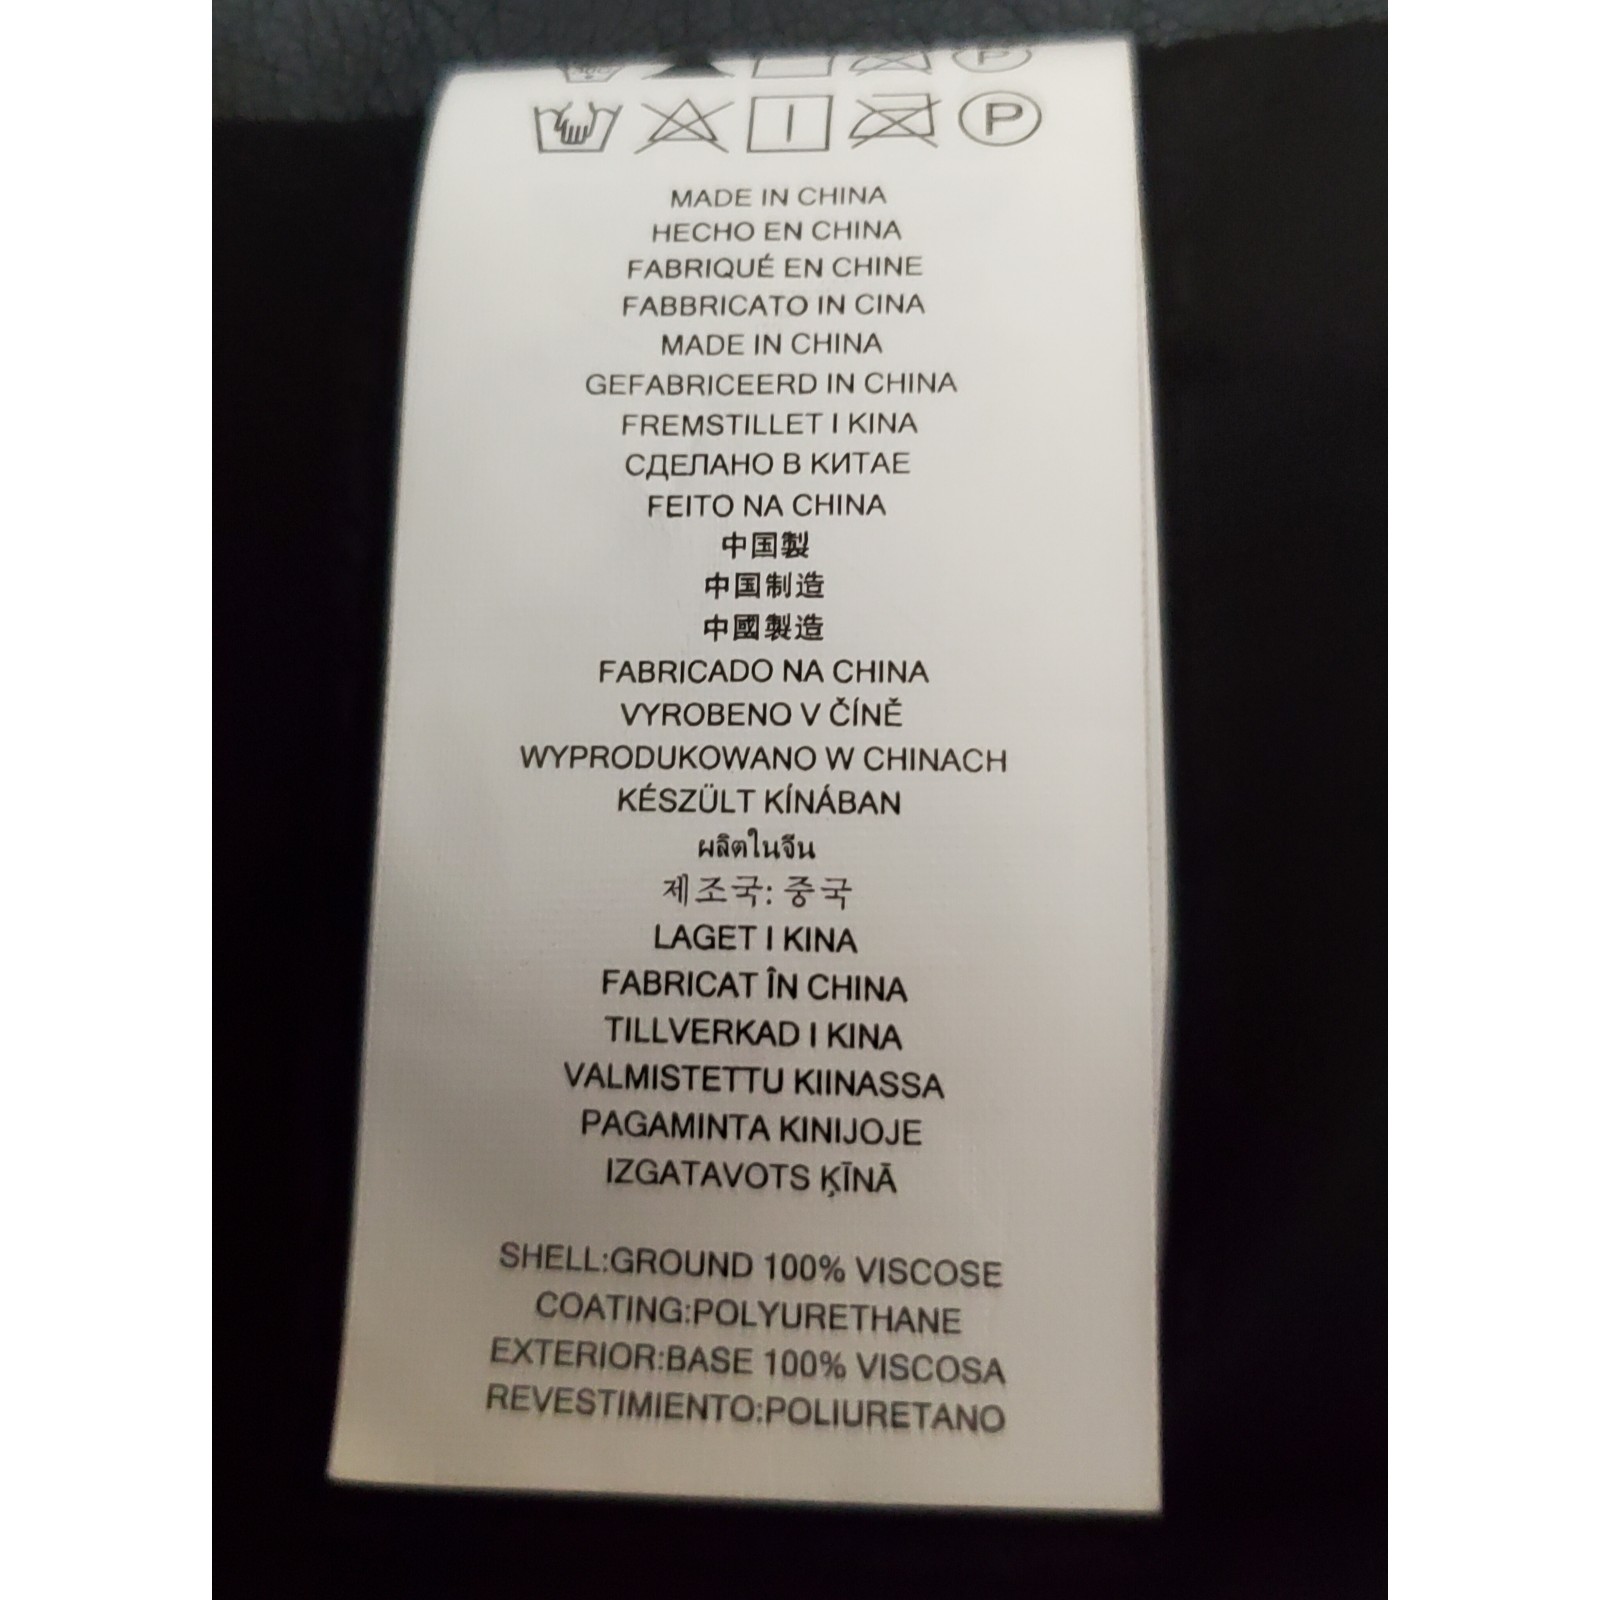 P
MADE IN CHINA
HECHO EN CHINA
FABRIQUÉ EN CHINE
FABBRICATO IN CINA
MADE IN CHINA
GEFABRICEERD IN CHINA
FREMSTILLET I KINA
СДЕЛАНО В КИТАЕ
FEITO NA CHINA
中国製
中国制造
中國製造
FABRICADO NA CHINA
VYROBENO V ČÍNĚ
WYPRODUKOWANO W CHINACH
KÉSZÜLT KÍNÁBAN
ผลิตในจีน
제조국: 중국
LAGET I KINA
FABRICAT ÎN CHINA
TILLVERKAD I KINA
VALMISTETTU KIINASSA
PAGAMINTA KINIJOJE
IZGATAVOTS ĶĪNĀ
SHELL:GROUND 100% VISCOSE
COATING:POLYURETHANE
EXTERIOR:BASE 100% VISCOSA
REVESTIMIENTO:POLIURETANO